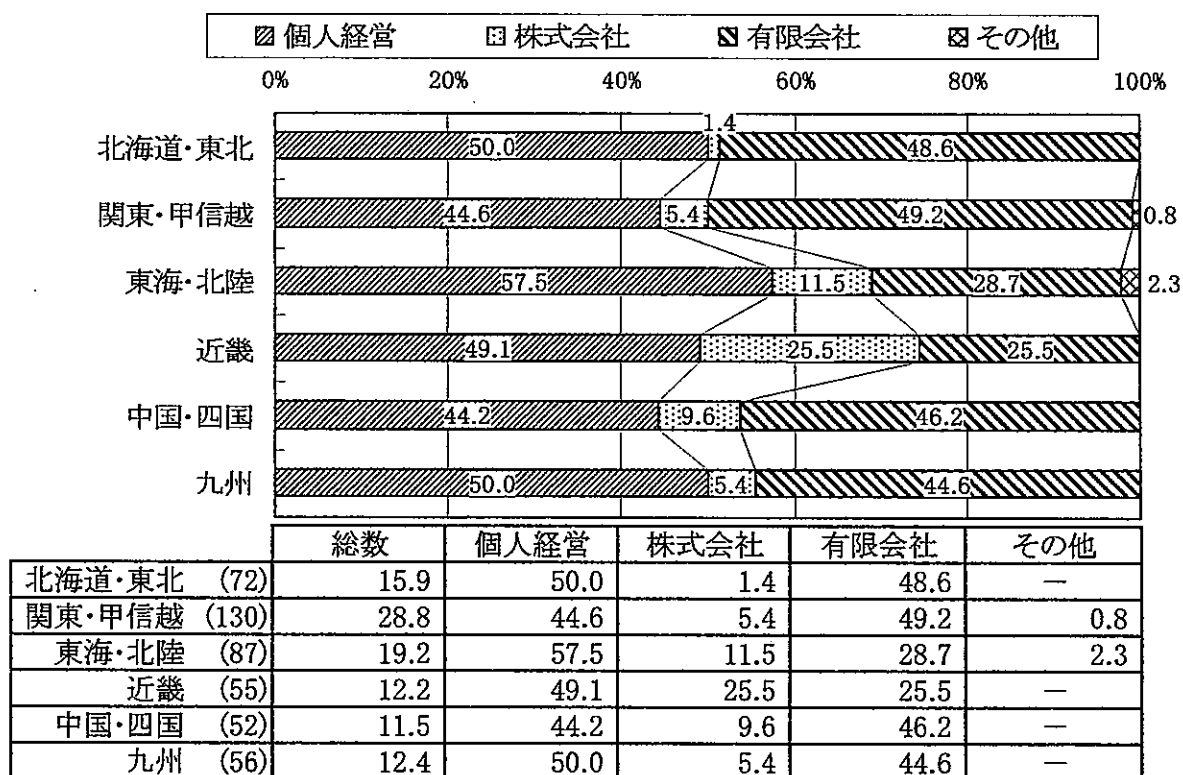 個人経営 株式会社 有限会社 その他
0% 20% 40% 60% 80% 100%
北海道・東北 50.0 1.4 48.6
関東・甲信越 44.6 5.4 49.2 0.8
東海・北陸 57.5 11.5 28.7 2.3
近畿 49.1 25.5 25.5
中国・四国 44.2 9.6 46.2
九州 50.0 5.4 44.6
総数 個人経営 株式会社 有限会社 その他
北海道・東北 (72) 15.9 50.0 1.4 48.6 ―
関東・甲信越 (130) 28.8 44.6 5.4 49.2 0.8
東海・北陸 (87) 19.2 57.5 11.5 28.7 2.3
近畿 (55) 12.2 49.1 25.5 25.5 ―
中国・四国 (52) 11.5 44.2 9.6 46.2 ―
九州 (56) 12.4 50.0 5.4 44.6 ―